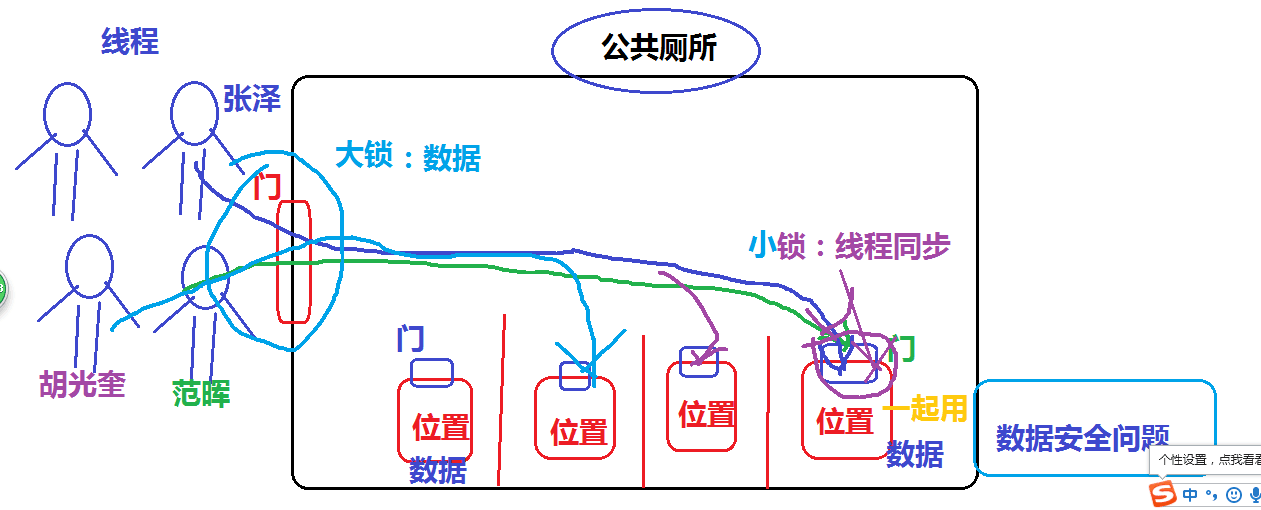 公共厕所
线程
张泽
大锁：数据
门
小锁：线程同步
门
门
胡光奎
范晖
位置
位置
位置
位置
一起用
数据
数据
数据安全问题
个性设置，点我看看
中